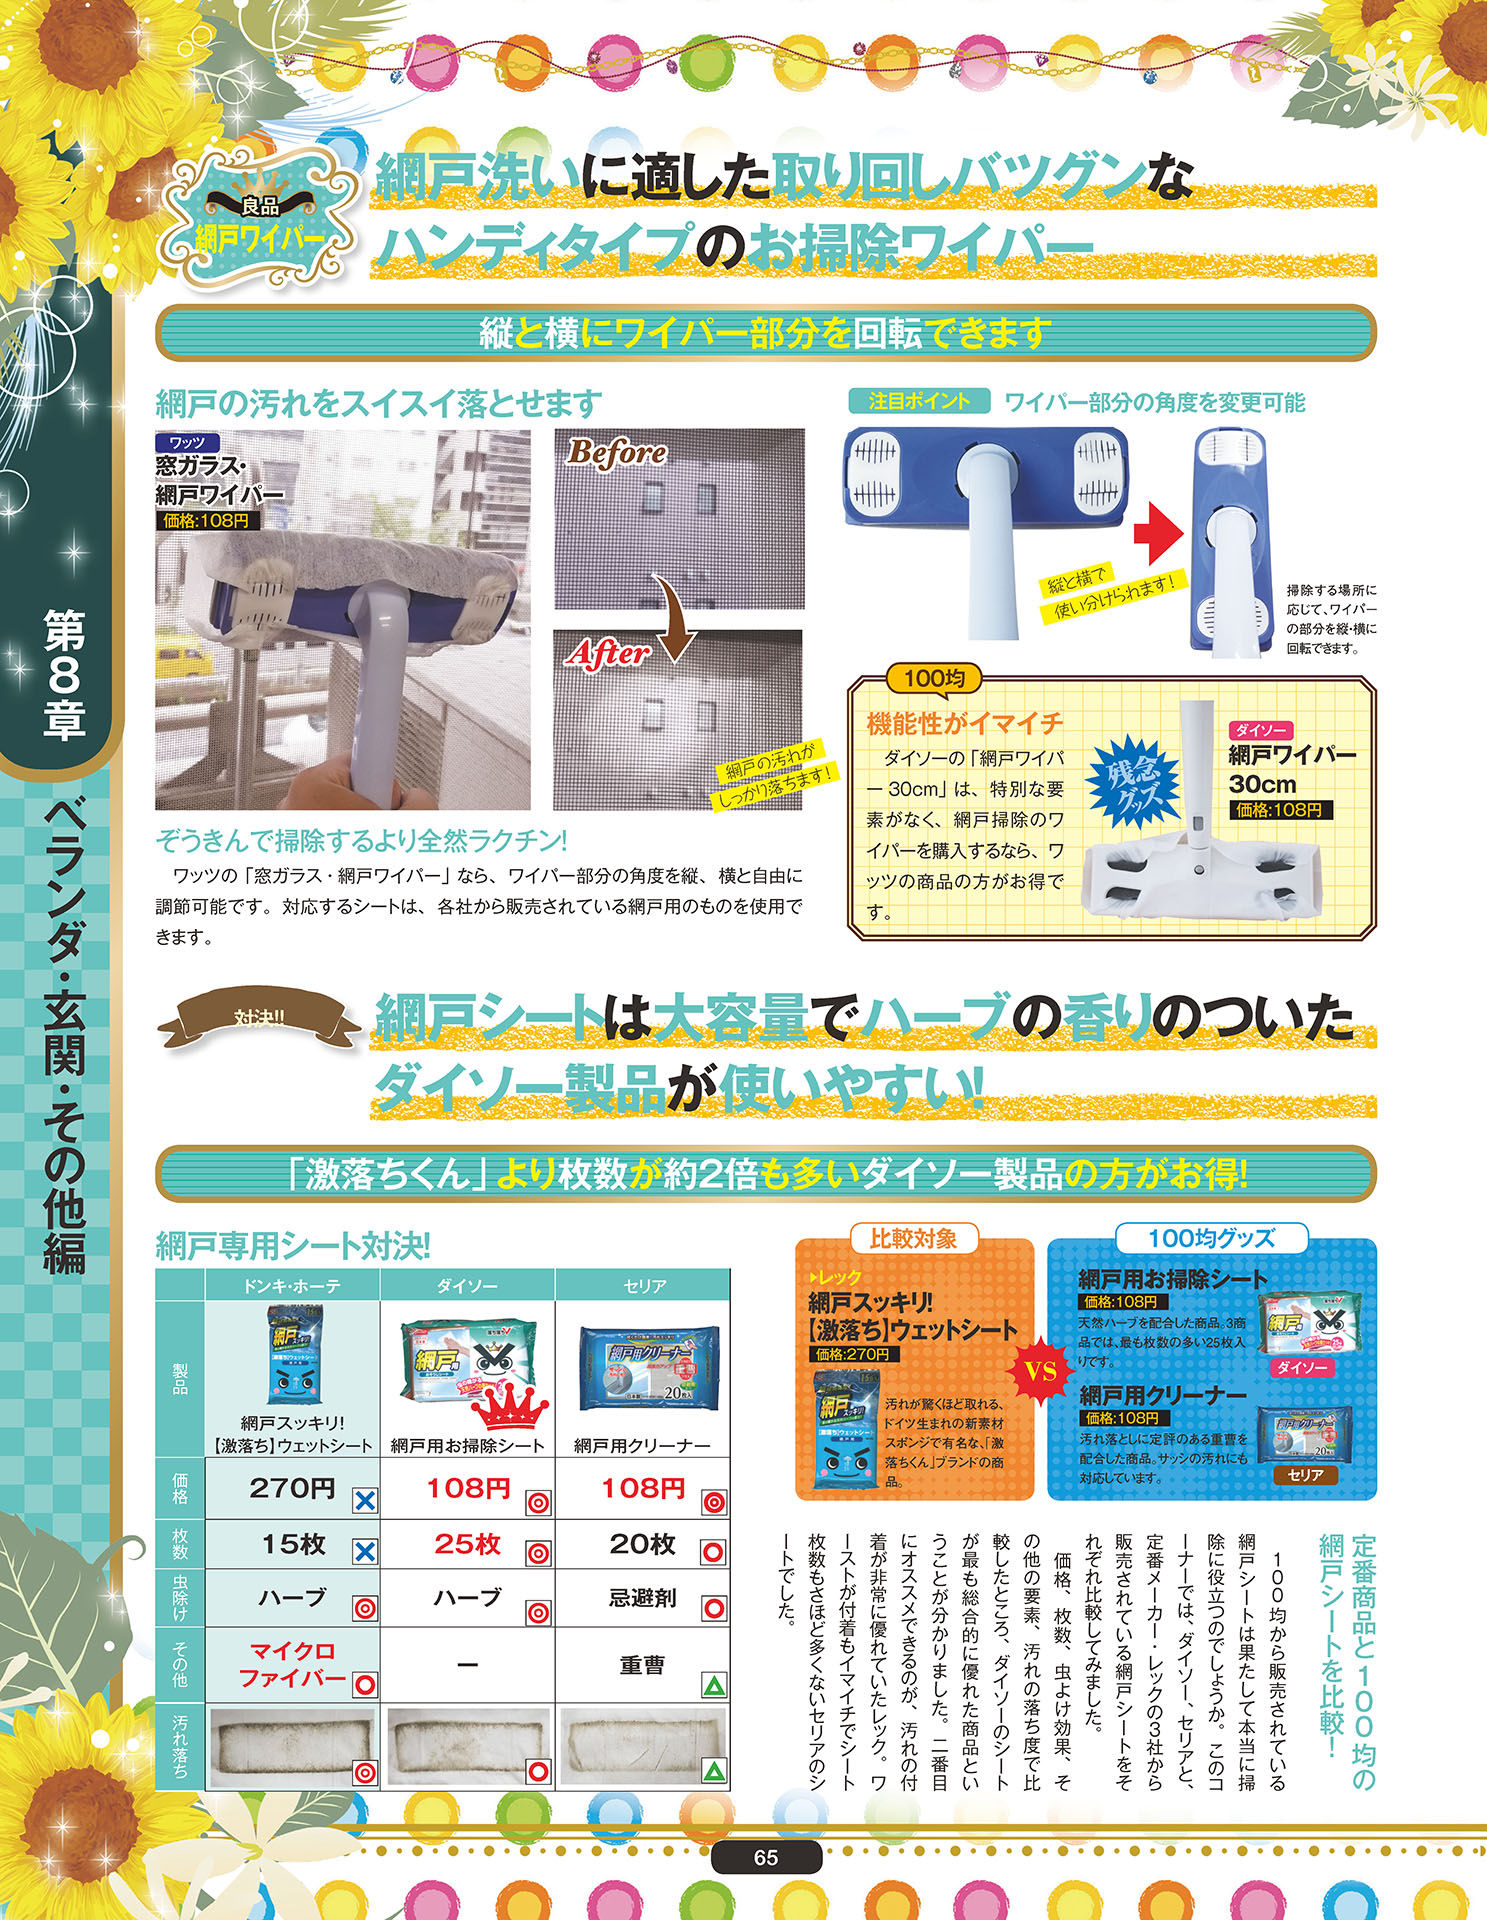 良品
網戸ワイパー
網戸洗いに適した取り回しバツグンな
ハンディタイプのお掃除ワイパー
縦と横にワイパー部分を回転できます
網戸の汚れをスイスイ落とせます
ワッツ
窓ガラス・
網戸ワイパー
価格:108円
Before
After
網戸の汚れが
しっかり落ちます!
ぞうきんで掃除するより全然ラクチン!
ワッツの「窓ガラス・網戸ワイパー」なら、ワイパー部分の角度を縦、横と自由に
調節可能です。対応するシートは、各社から販売されている網戸用のものを使用で
きます。
注目ポイント
ワイパー部分の角度を変更可能
縦と横で
使い分けられます!
掃除する場所に
応じて、ワイパー
の部分を縦・横に
回転できます。
100均
機能性がイマイチ
ダイソーの「網戸ワイパ
ー30cm」は、特別な要
素がなく、網戸掃除のワ
イパーを購入するなら、ワ
ッツの商品の方がお得で
す。
残念
グッズ
ダイソー
網戸ワイパー
30cm
価格:108円
第8章
ベランダ・玄関・その他編
対決!!
網戸シートは大容量でハーブの香りのついた
ダイソー製品が使いやすい!
「激落ちくん」より枚数が約2倍も多いダイソー製品の方がお得!
網戸専用シート対決!
ドンキ・ホーテ ダイソー セリア
製品
網戸スッキリ!
【激落ち】ウェットシート
網戸用お掃除シート
網戸用クリーナー
価格 270円 × 108円 ◎ 108円 ◎
枚数 15枚 × 25枚 ◎ 20枚 ○
虫除け ハーブ ◎ ハーブ ◎ 忌避剤 ○
その他 マイクロ
ファイバー ○ ー 重曹 △
汚れ落ち ◎ ○ △
比較対象
▶レック
網戸スッキリ!
【激落ち】ウェットシート
価格:270円
汚れが驚くほど取れる、
ドイツ生まれの新素材
スポンジで有名な、「激
落ちくん」ブランドの商
品。
VS
100均グッズ
網戸用お掃除シート
価格:108円
天然ハーブを配合した商品。3商
品では、最も枚数の多い25枚入
りです。
ダイソー
網戸用クリーナー
価格:108円
汚れ落としに定評のある重曹を
配合した商品。サッシの汚れにも
対応しています。
セリア
定番商品と100均の
網戸シートを比較!
100均から販売されている
網戸シートは果たして本当に掃
除に役立つのでしょうか。このコ
ーナーでは、ダイソー、セリアと、
定番メーカー・レックの3社から
販売されている網戸シートをそ
れぞれ比較してみました。
価格、枚数、虫よけ効果、そ
の他の要素、汚れの落ち度で比
較したところ、ダイソーのシート
が最も総合的に優れた商品とい
うことが分かりました。二番目
にオススメできるのが、汚れの付
着が非常に優れていたレック。ワ
ーストが付着もイマイチでシート
枚数もさほど多くないセリアのシ
ートでした。
65